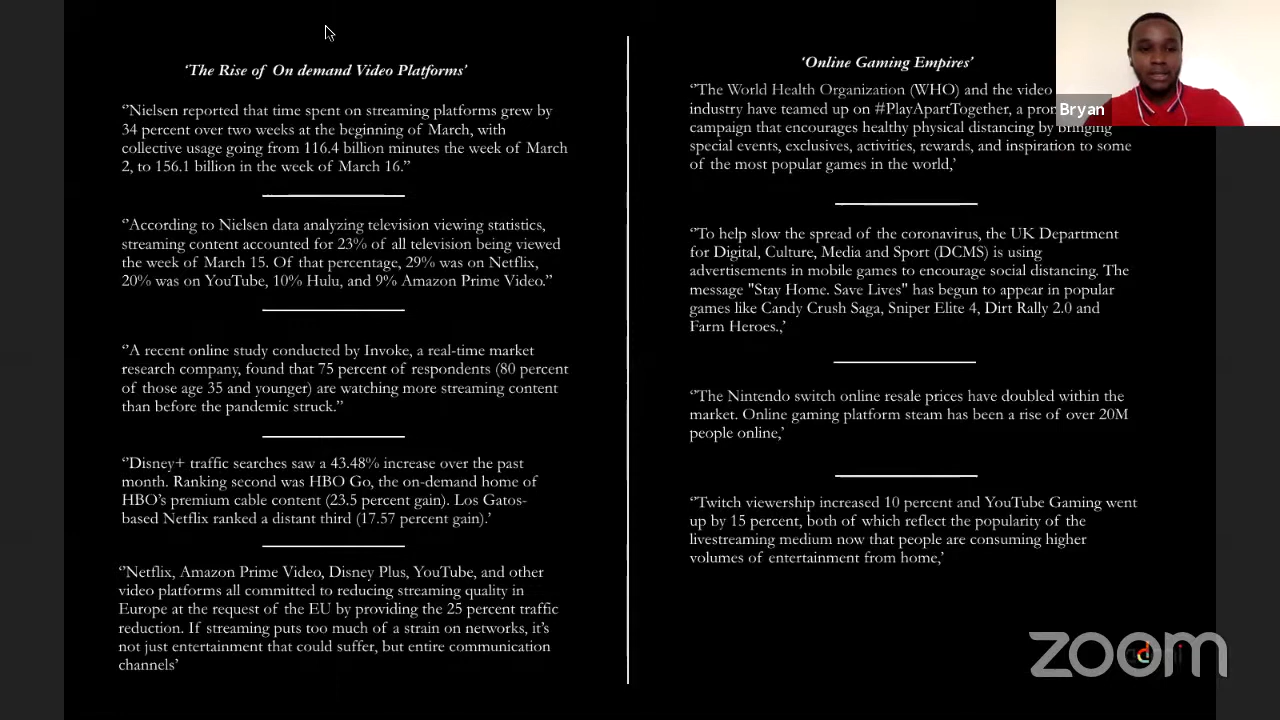 ‘The Rise of On demand Video Platforms’
‘’Nielsen reported that time spent on streaming platforms grew by
34 percent over two weeks at the beginning of March, with
collective usage going from 116.4 billion minutes the week of March
2, to 156.1 billion in the week of March 16.”
‘’According to Nielsen data analyzing television viewing statistics,
streaming content accounted for 23% of all television being viewed
the week of March 15. Of that percentage, 29% was on Netflix,
20% was on YouTube, 10% Hulu, and 9% Amazon Prime Video.”
‘’A recent online study conducted by Invoke, a real-time market
research company, found that 75 percent of respondents (80 percent
of those age 35 and younger) are watching more streaming content
than before the pandemic struck.”
‘’Disney+ traffic searches saw a 43.48% increase over the past
month. Ranking second was HBO Go, the on-demand home of
HBO’s premium cable content (23.5 percent gain). Los Gatos-
based Netflix ranked a distant third (17.57 percent gain).’
‘’Netflix, Amazon Prime Video, Disney Plus, YouTube, and other
video platforms all committed to reducing streaming quality in
Europe at the request of the EU by providing the 25 percent traffic
reduction. If streaming puts too much of a strain on networks, it’s
not just entertainment that could suffer, but entire communication
channels’
‘Online Gaming Empires’
‘’The World Health Organization (WHO) and the video
industry have teamed up on #PlayApartTogether, a
campaign that encourages healthy physical distancing by bringing
special events, exclusives, activities, rewards, and inspiration to some
of the most popular games in the world,’
‘’To help slow the spread of the coronavirus, the UK Department
for Digital, Culture, Media and Sport (DCMS) is using
advertisements in mobile games to encourage social distancing. The
message "Stay Home. Save Lives" has begun to appear in popular
games like Candy Crush Saga, Sniper Elite 4, Dirt Rally 2.0 and
Farm Heroes.,’
‘’The Nintendo switch online resale prices have doubled within the
market. Online gaming platform steam has been a rise of over 20M
people online,’
‘’Twitch viewership increased 10 percent and YouTube Gaming went
up by 15 percent, both of which reflect the popularity of the
livestreaming medium now that people are consuming higher
volumes of entertainment from home,’
Bryan
zoom